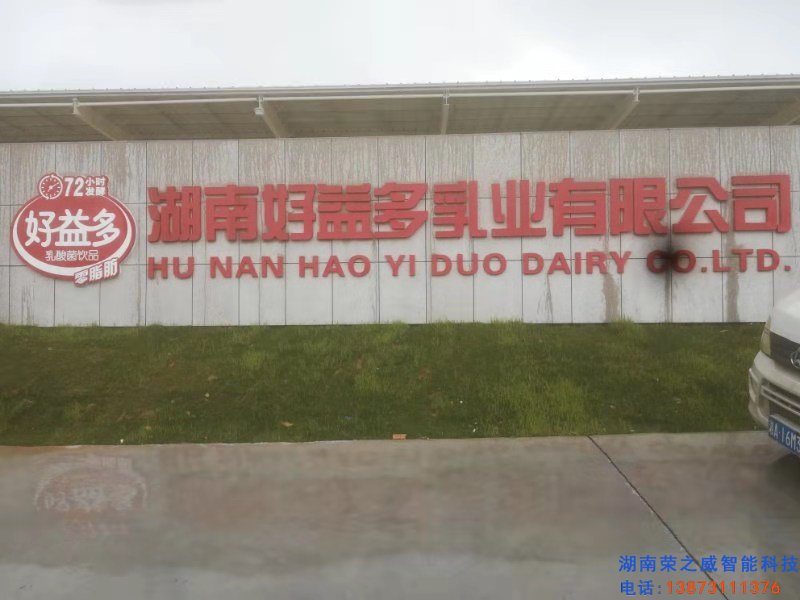 72小时发酵
好益多
乳酸菌饮品
零脂肪
湖南好益多乳业有限公司
HU NAN HAO YI DUO DAIRY CO.LTD.
A·16M
湖南荣之威智能科技
电话:13973111376